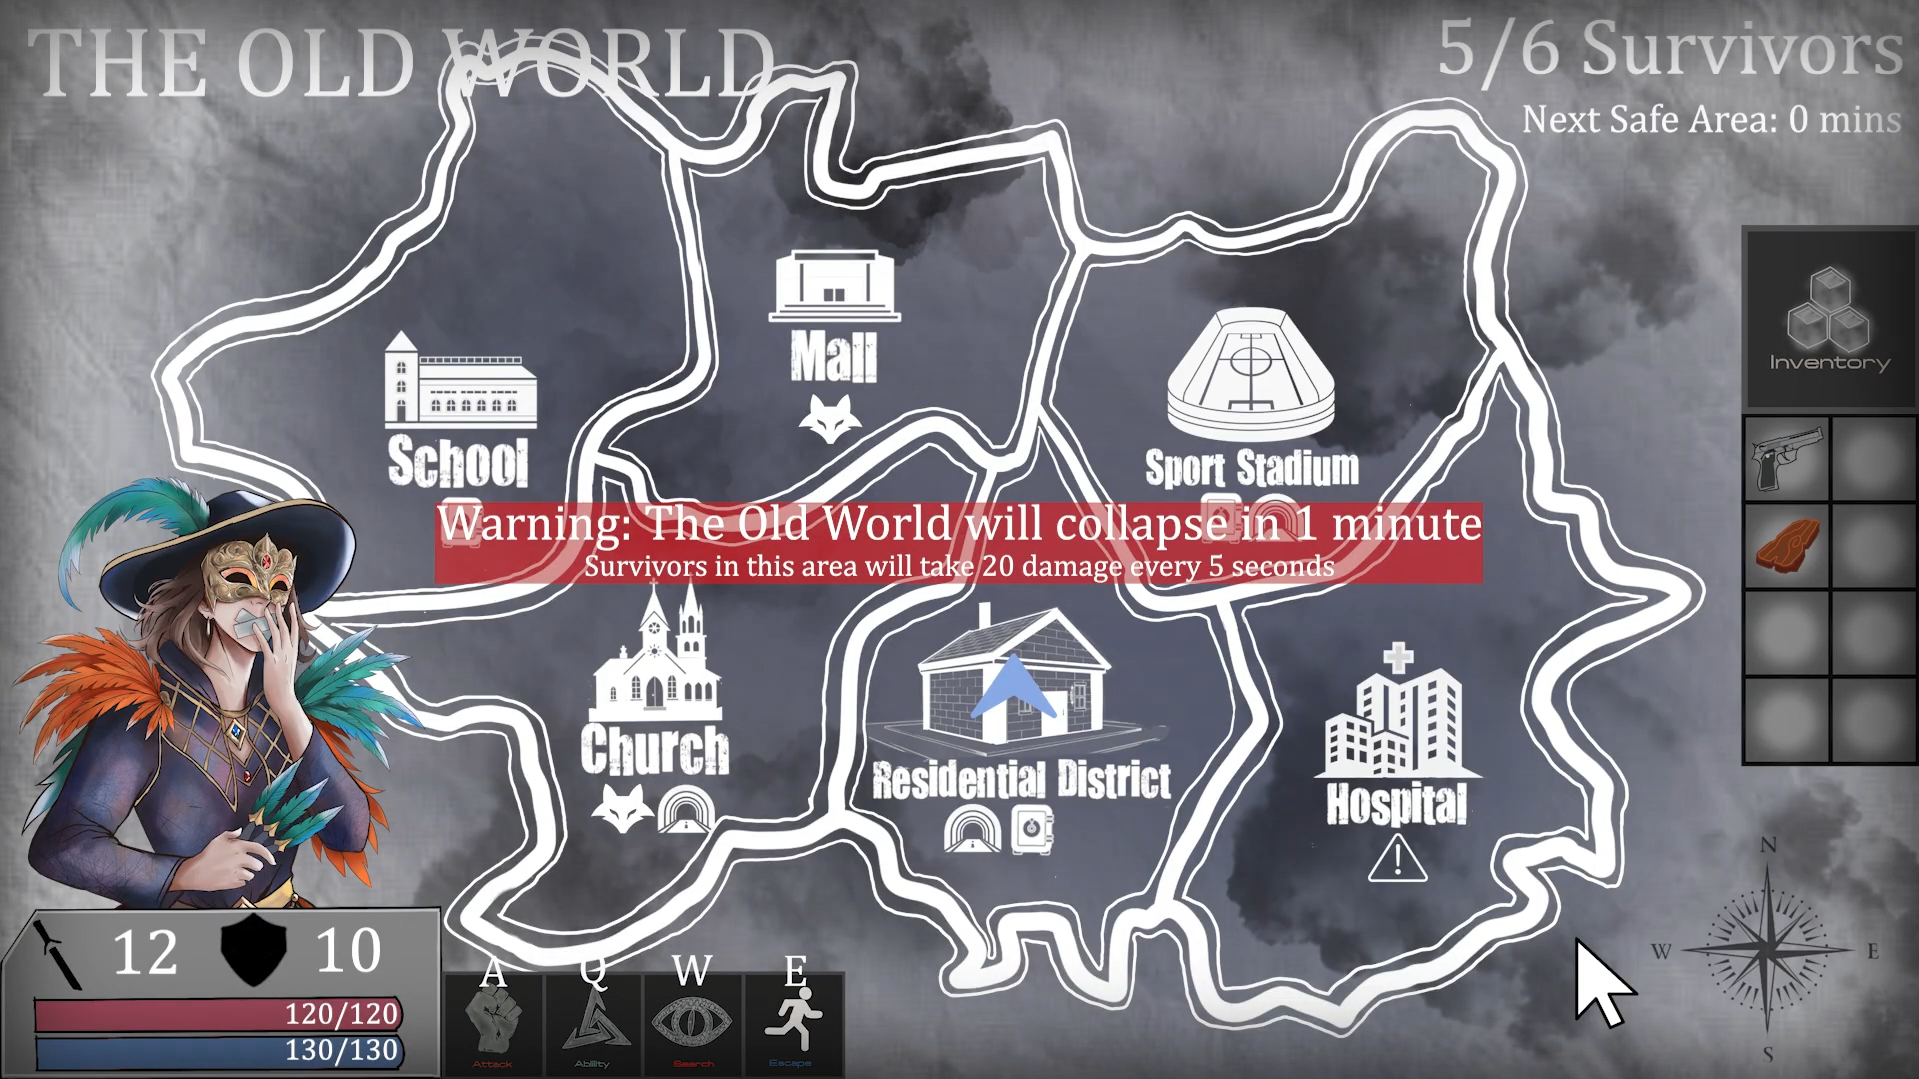 THE OLD WORLD
5/6 Survivors
Next Safe Area: 0 mins
Mall
Inventory
School
Sport Stadium
Warning: The Old World will collapse in 1 minute
Survivors in this area will take 20 damage every 5 seconds
Church
Residential District
Hospital
N
W
E
S
12
10
120/120
130/130
A
Q
W
E
Attack
Ability
Search
Escape